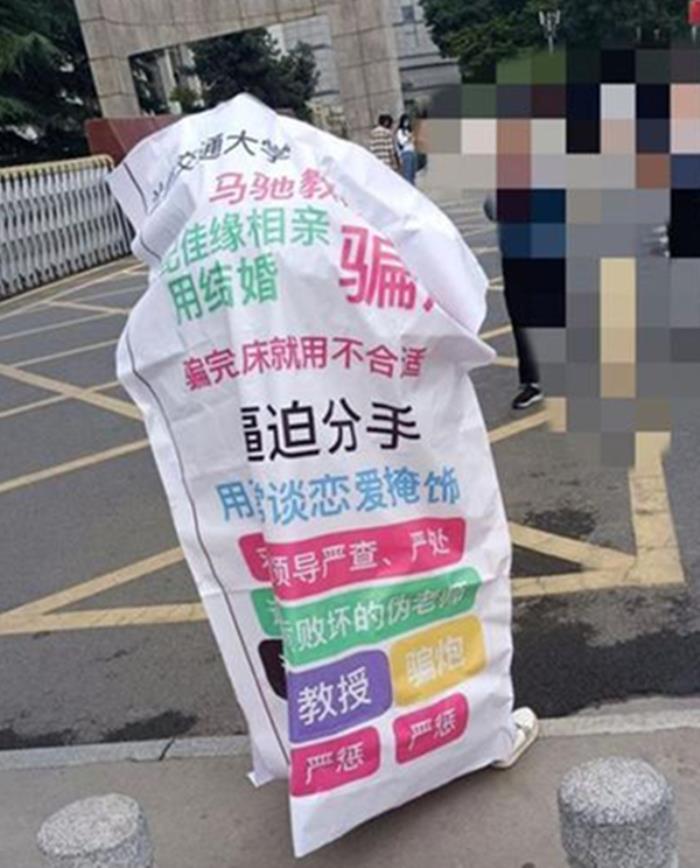 交通大学
马驰教
佳缘相亲
用结婚 骗
骗完床就用不合适
逼迫分手
用谈恋爱掩饰
领导严查、严处
败坏的伪老师
教授 骗炮
严惩 严惩